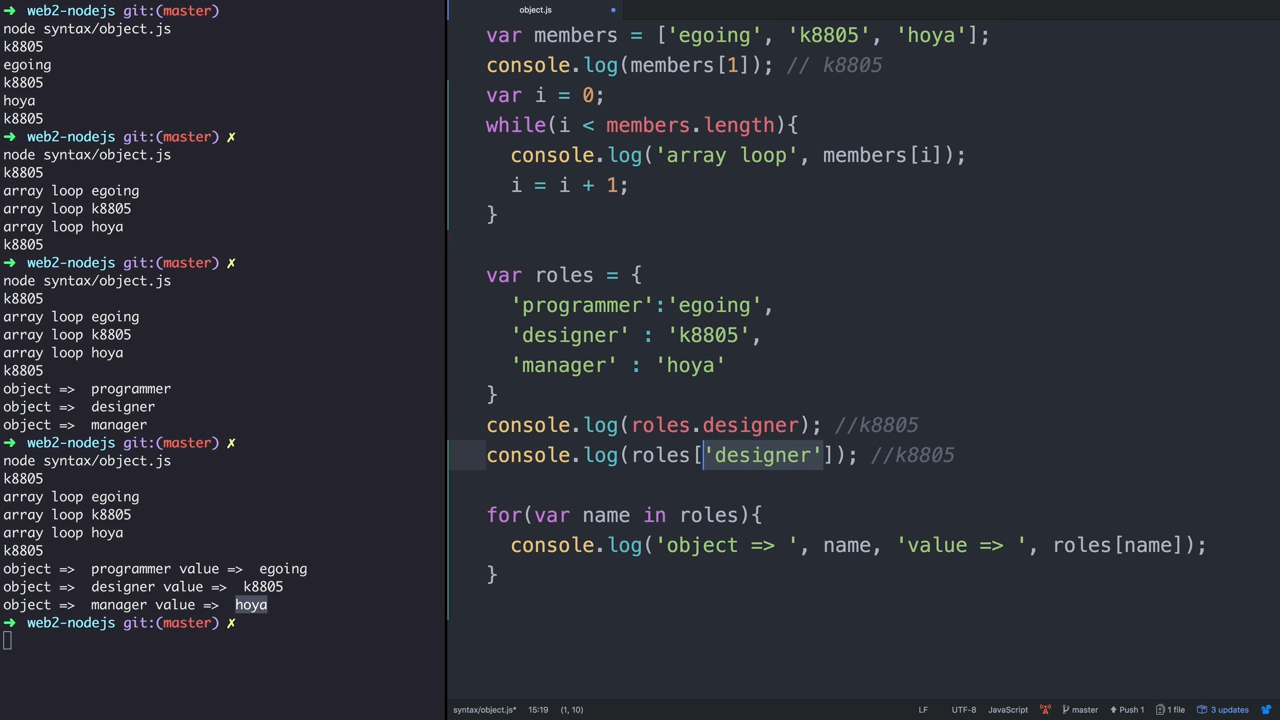 ➜ web2-nodejs git:(master)
node syntax/object.js
k8805
egoing
k8805
hoya
k8805
➜ web2-nodejs git:(master) ✗
node syntax/object.js
k8805
array loop egoing
array loop k8805
array loop hoya
k8805
➜ web2-nodejs git:(master) ✗
node syntax/object.js
k8805
array loop egoing
array loop k8805
array loop hoya
k8805
object =>  programmer
object =>  designer
object =>  manager
➜ web2-nodejs git:(master) ✗
node syntax/object.js
k8805
array loop egoing
array loop k8805
array loop hoya
k8805
object =>  programmer value =>  egoing
object =>  designer value =>  k8805
object =>  manager value =>  hoya
➜ web2-nodejs git:(master) ✗
object.js
var members = ['egoing', 'k8805', 'hoya'];
console.log(members[1]); // k8805
var i = 0;
while(i < members.length){
  console.log('array loop', members[i]);
  i = i + 1;
}
var roles = {
  'programmer':'egoing',
  'designer' : 'k8805',
  'manager' : 'hoya'
}
console.log(roles.designer); //k8805
console.log(roles['designer']); //k8805
for(var name in roles){
  console.log('object => ', name, 'value => ', roles[name]);
}
syntax/object.js* 15:19 (1, 10) LF UTF-8 JavaScript master Push 1 1 file 3 updates